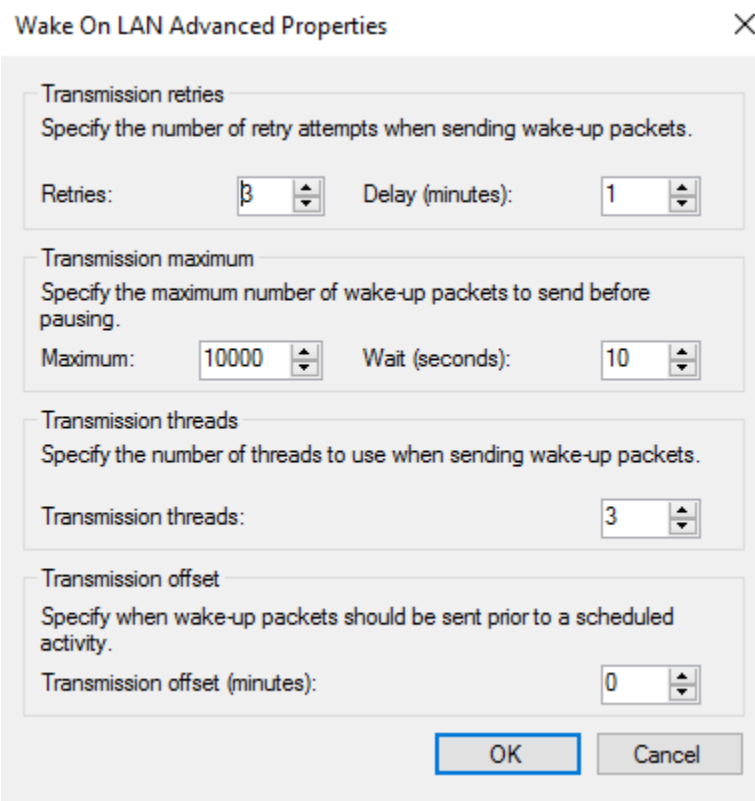 Wake On LAN Advanced Properties
Transmission retries
Specify the number of retry attempts when sending wake-up packets.
Retries: 3 Delay (minutes): 1
Transmission maximum
Specify the maximum number of wake-up packets to send before
pausing.
Maximum: 10000 Wait (seconds): 10
Transmission threads
Specify the number of threads to use when sending wake-up packets.
Transmission threads: 3
Transmission offset
Specify when wake-up packets should be sent prior to a scheduled
activity.
Transmission offset (minutes): 0
OK Cancel